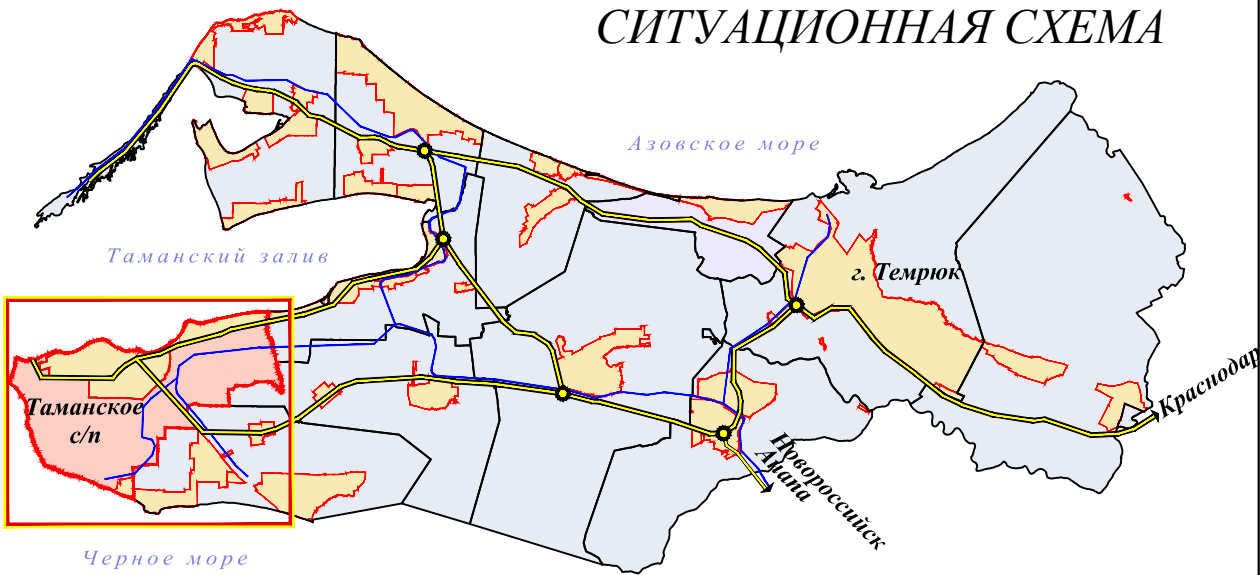 СИТУАЦИОННАЯ СХЕМА
Азовское море
Таманский залив
г. Темрюк
Краснодар
Таманское
с/п
Новороссийск
Анапа
Черное море